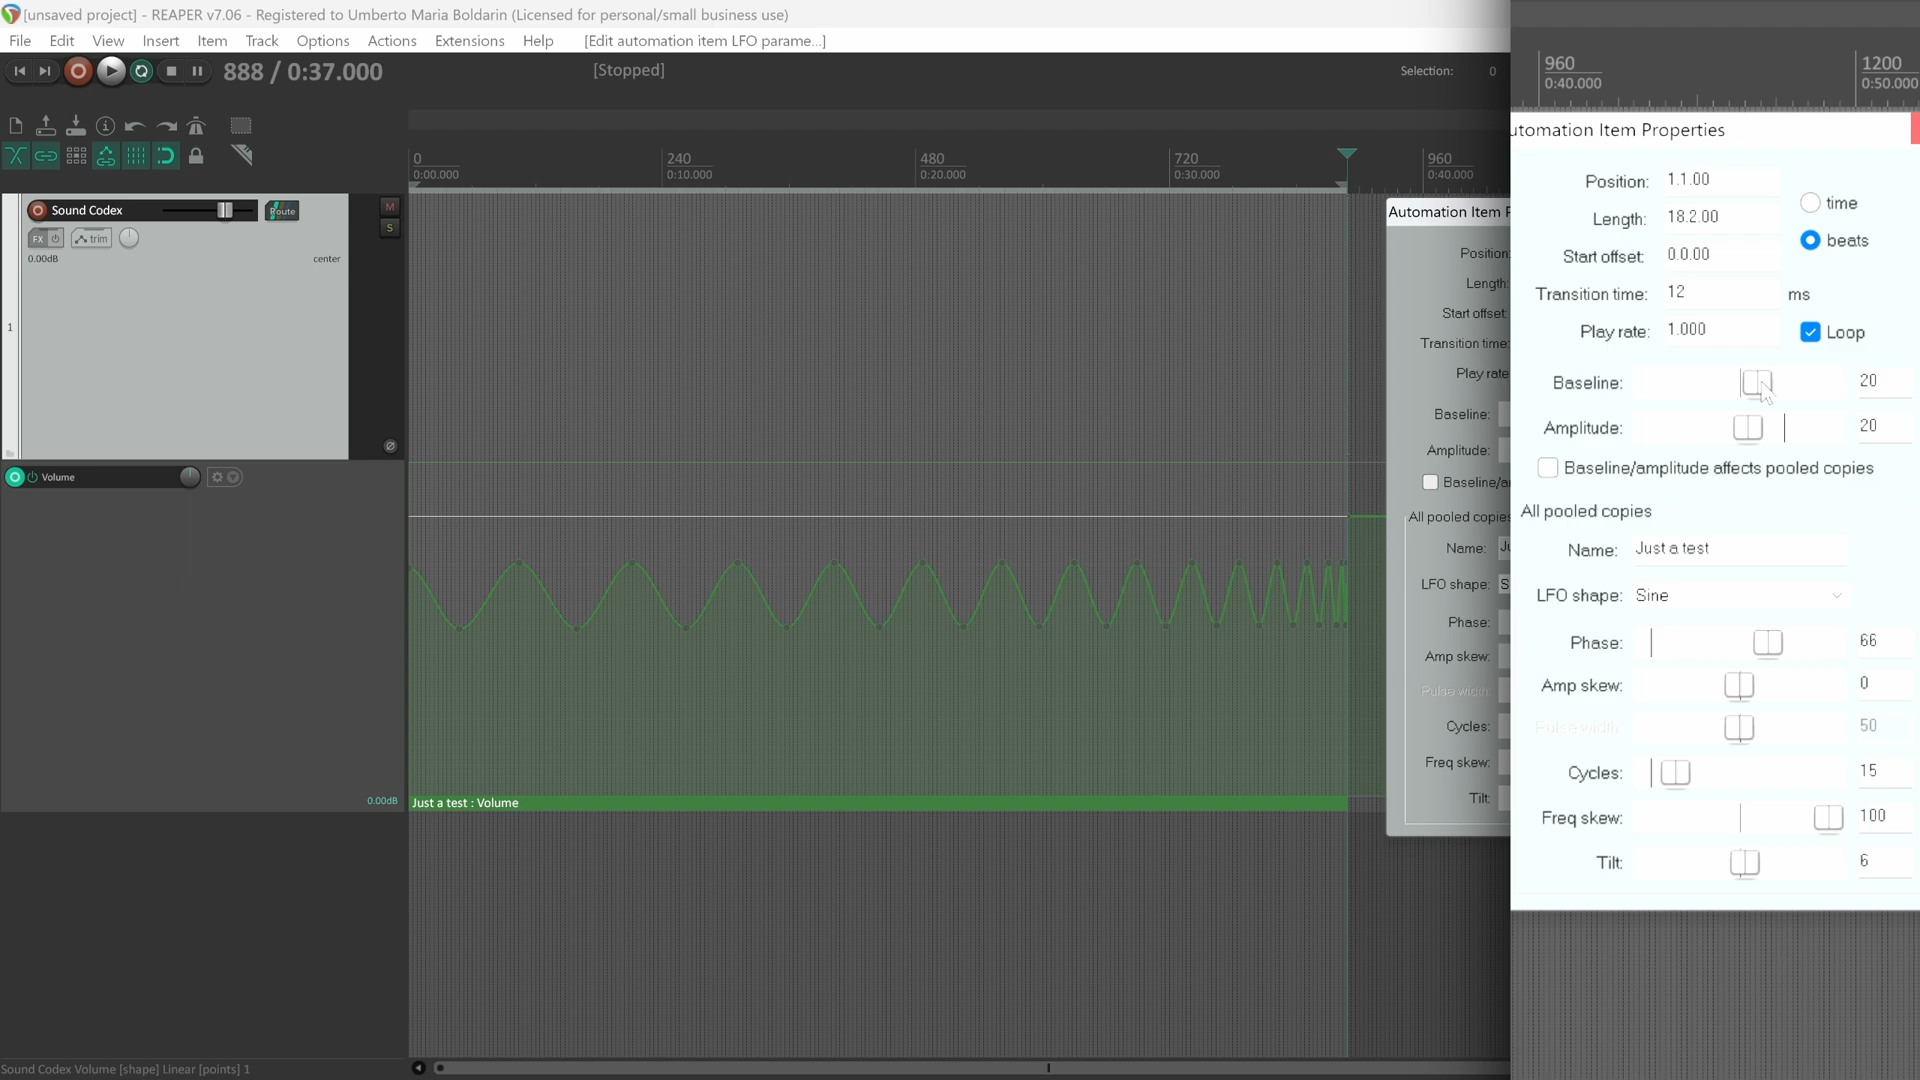 [unsaved project] - REAPER v7.06 - Registered to Umberto Maria Boldarin (Licensed for personal/small business use)
File Edit View Insert Item Track Options Actions Extensions Help [Edit automation item LFO parame...]
888 / 0:37.000
[Stopped]
Selection: 0
0 240 480 720 960
0:00.000 0:10.000 0:20.000 0:30.000 0:40.000
Sound Codex
Route
M
S
FX
trim
0.00dB
center
1
Volume
0.00dB
Just a test : Volume
Sound Codex Volume [shape] Linear [points] 1
Automation Item P
Position:
Length:
Start offset:
Transition time:
Play rate
Baseline:
Amplitude:
Baseline/a
All pooled copies
Name: Ju
LFO shape: S
Phase:
Amp skew:
Pulse width:
Cycles:
Freq skew:
Tilt:
960 1200
0:40.000 0:50.000
utomation Item Properties
Position: 1.1.00
time
Length: 18.2.00
beats
Start offset: 0.0.00
Transition time: 12 ms
Play rate: 1.000
Loop
Baseline: 20
Amplitude: 20
Baseline/amplitude affects pooled copies
All pooled copies
Name: Just a test
LFO shape: Sine
Phase: 66
Amp skew: 0
Pulse width: 50
Cycles: 15
Freq skew: 100
Tilt: 6